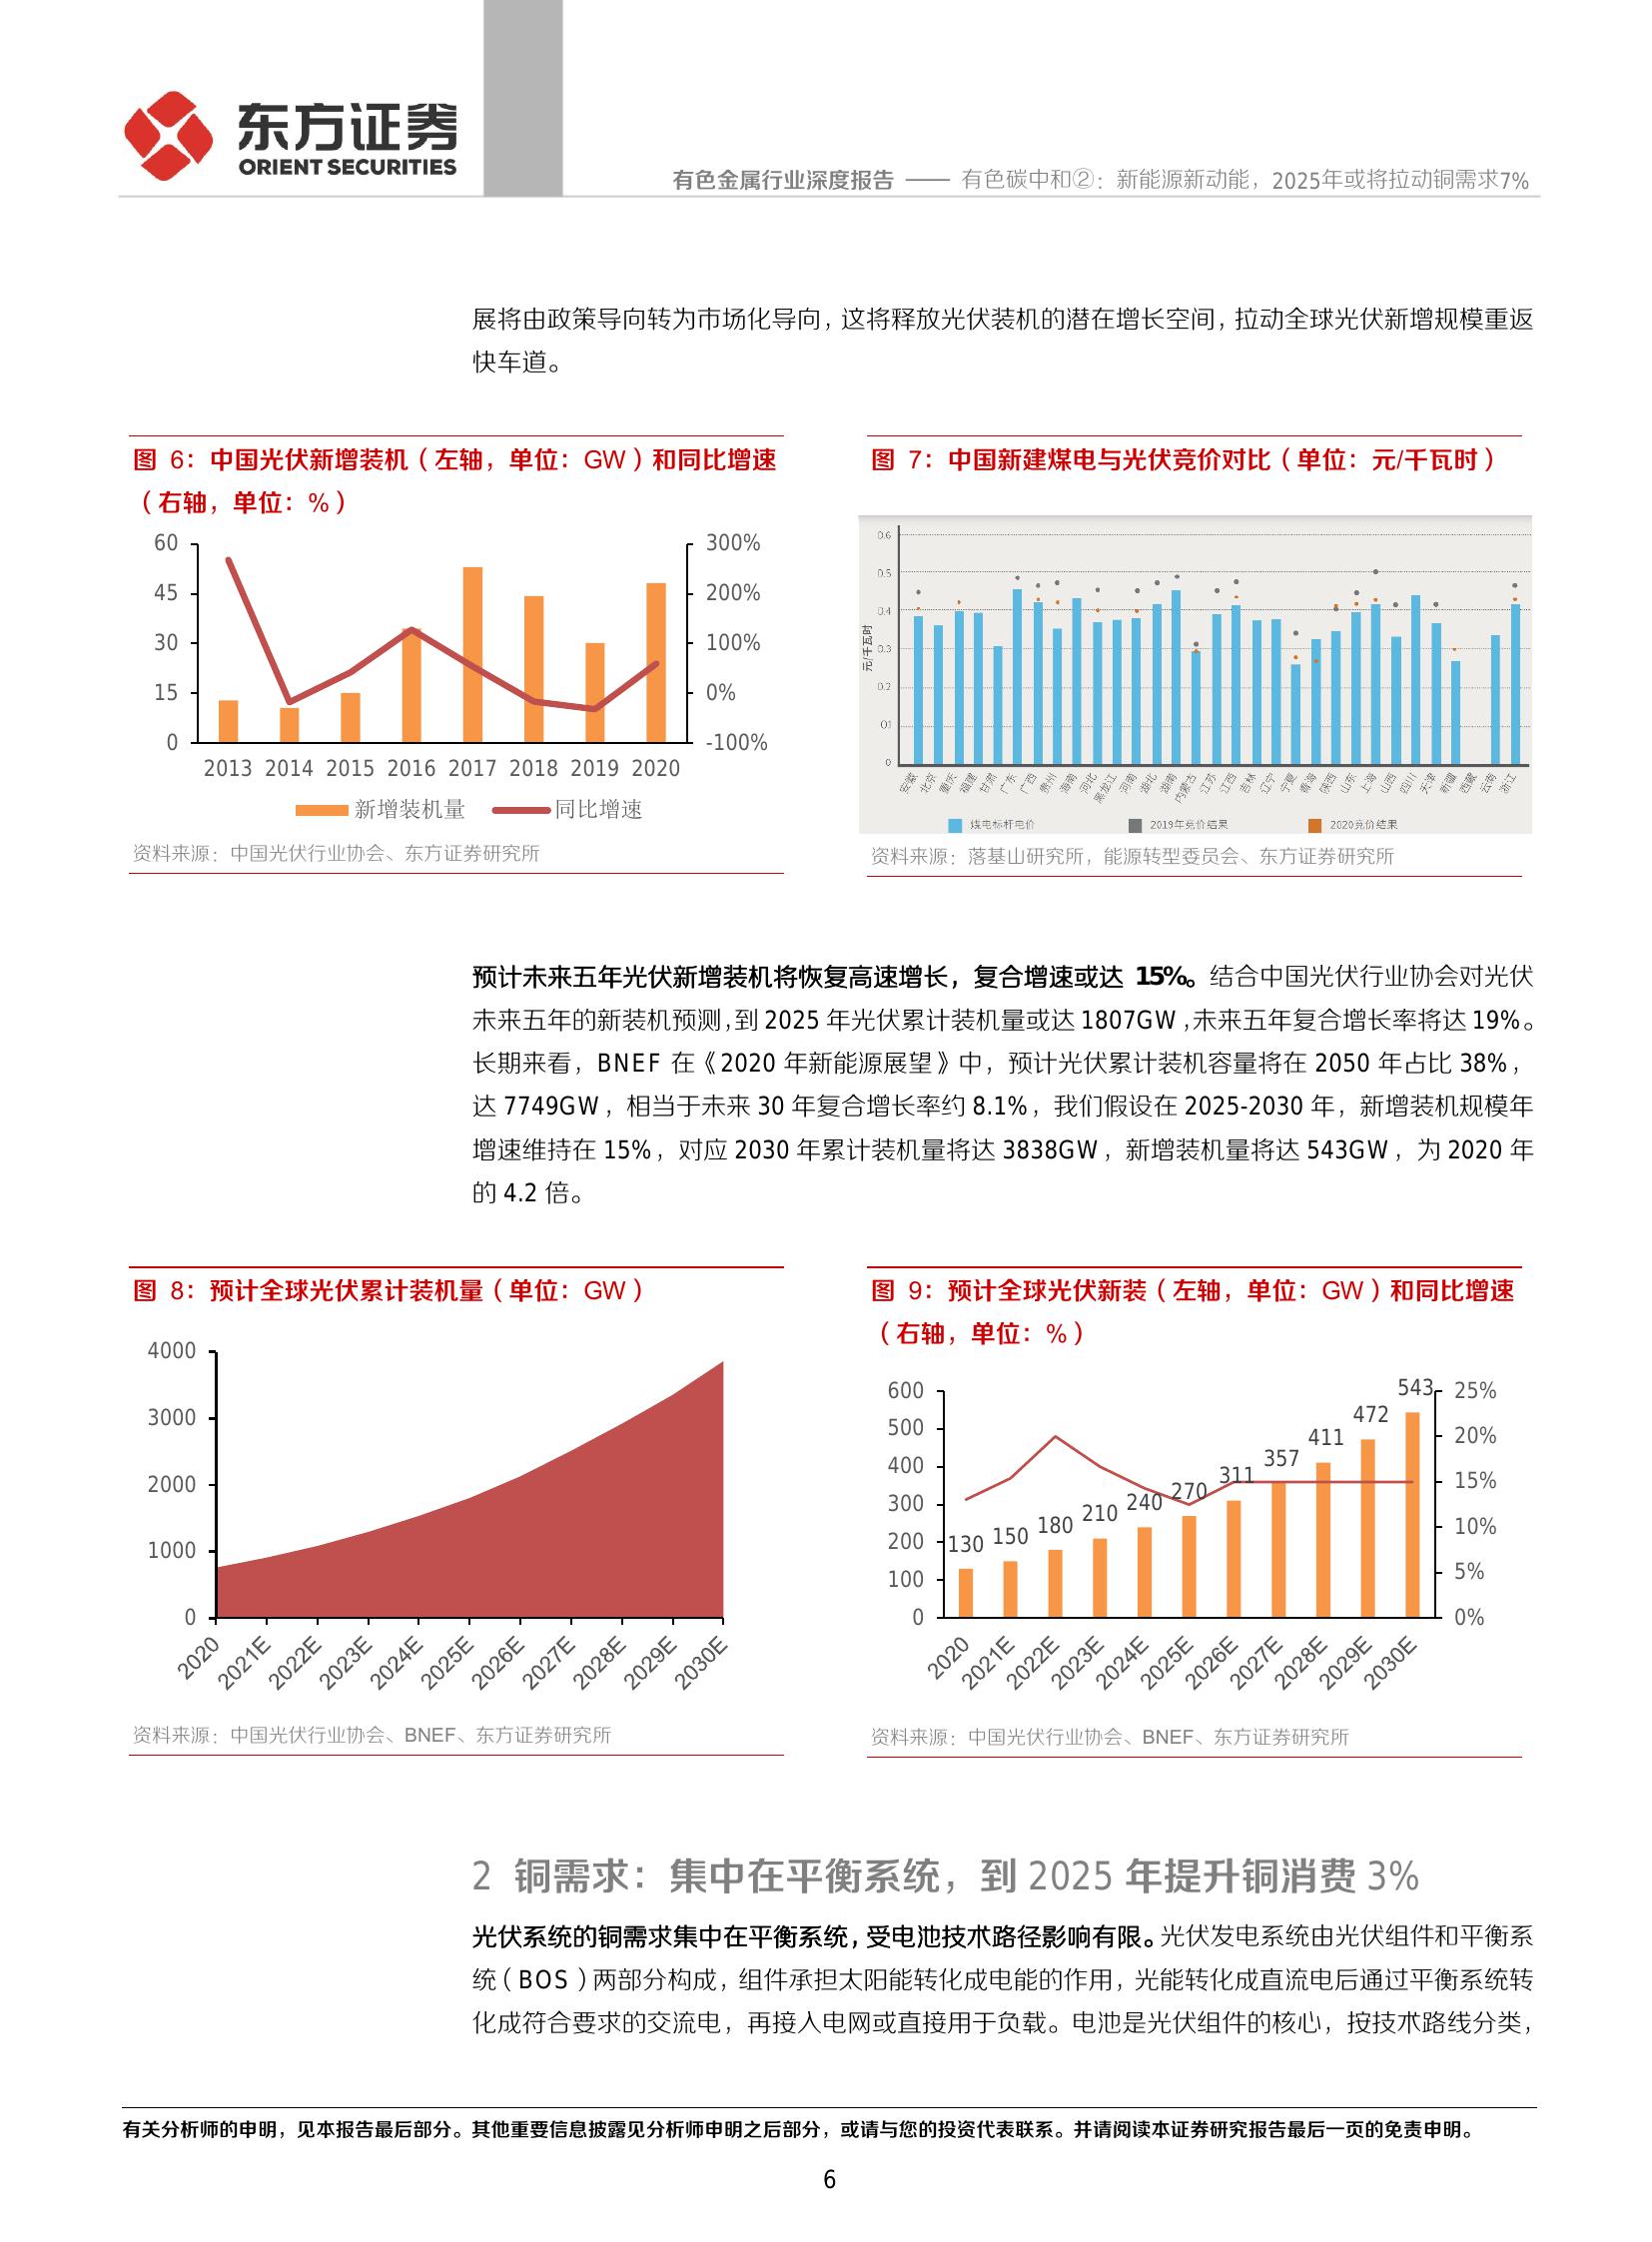 东方证券
ORIENT SECURITIES
有色金属行业深度报告 —— 有色碳中和②：新能源新动能，2025年或将拉动铜需求7%
展将由政策导向转为市场化导向，这将释放光伏装机的潜在增长空间，拉动全球光伏新增规模重返
快车道。
图 6：中国光伏新增装机（左轴，单位：GW）和同比增速
（右轴，单位：%）
60 300%
45 200%
30 100%
15 0%
0 -100%
2013 2014 2015 2016 2017 2018 2019 2020
新增装机量 同比增速
资料来源：中国光伏行业协会、东方证券研究所
图 7：中国新建煤电与光伏竞价对比（单位：元/千瓦时）
元/千瓦时
0.6
0.5
0.4
0.3
0.2
01
0
安徽 北京 重庆 福建 甘肃 广东 广西 贵州 海南 河北 黑龙江 河南 湖北 湖南 内蒙古 江苏 江西 吉林 辽宁 宁夏 青海 陕西 山东 上海 山西 四川 天津 新疆 西藏 云南 浙江
煤电标杆电价 2019年竞价结果 2020竞价结果
资料来源：落基山研究所，能源转型委员会、东方证券研究所
预计未来五年光伏新增装机将恢复高速增长，复合增速或达 15%。结合中国光伏行业协会对光伏
未来五年的新装机预测，到 2025 年光伏累计装机量或达 1807GW，未来五年复合增长率将达 19%。
长期来看，BNEF 在《2020 年新能源展望》中，预计光伏累计装机容量将在 2050 年占比 38%，
达 7749GW，相当于未来 30 年复合增长率约 8.1%，我们假设在 2025-2030 年，新增装机规模年
增速维持在 15%，对应 2030 年累计装机量将达 3838GW，新增装机量将达 543GW，为 2020 年
的 4.2 倍。
图 8：预计全球光伏累计装机量（单位：GW）
4000
3000
2000
1000
0
2020 2021E 2022E 2023E 2024E 2025E 2026E 2027E 2028E 2029E 2030E
资料来源：中国光伏行业协会、BNEF、东方证券研究所
图 9：预计全球光伏新装（左轴，单位：GW）和同比增速
（右轴，单位：%）
600
500
400
300
200
100
0
130 150 180 210 240 270 311 357 411 472 543
25%
20%
15%
10%
5%
0%
2020 2021E 2022E 2023E 2024E 2025E 2026E 2027E 2028E 2029E 2030E
资料来源：中国光伏行业协会、BNEF、东方证券研究所
2 铜需求：集中在平衡系统，到 2025 年提升铜消费 3%
光伏系统的铜需求集中在平衡系统，受电池技术路径影响有限。光伏发电系统由光伏组件和平衡系
统（BOS）两部分构成，组件承担太阳能转化成电能的作用，光能转化成直流电后通过平衡系统转
化成符合要求的交流电，再接入电网或直接用于负载。电池是光伏组件的核心，按技术路线分类，
有关分析师的申明，见本报告最后部分。其他重要信息披露见分析师申明之后部分，或请与您的投资代表联系。并请阅读本证券研究报告最后一页的免责申明。
6